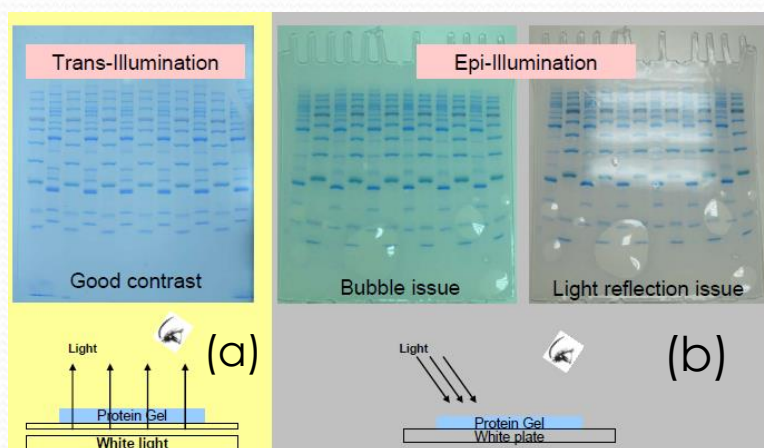 Trans-Illumination
Epi-Illumination
Good contrast
Bubble issue
Light reflection issue
Light
(a)
Protein Gel
White light
Light
(b)
Protein Gel
White plate